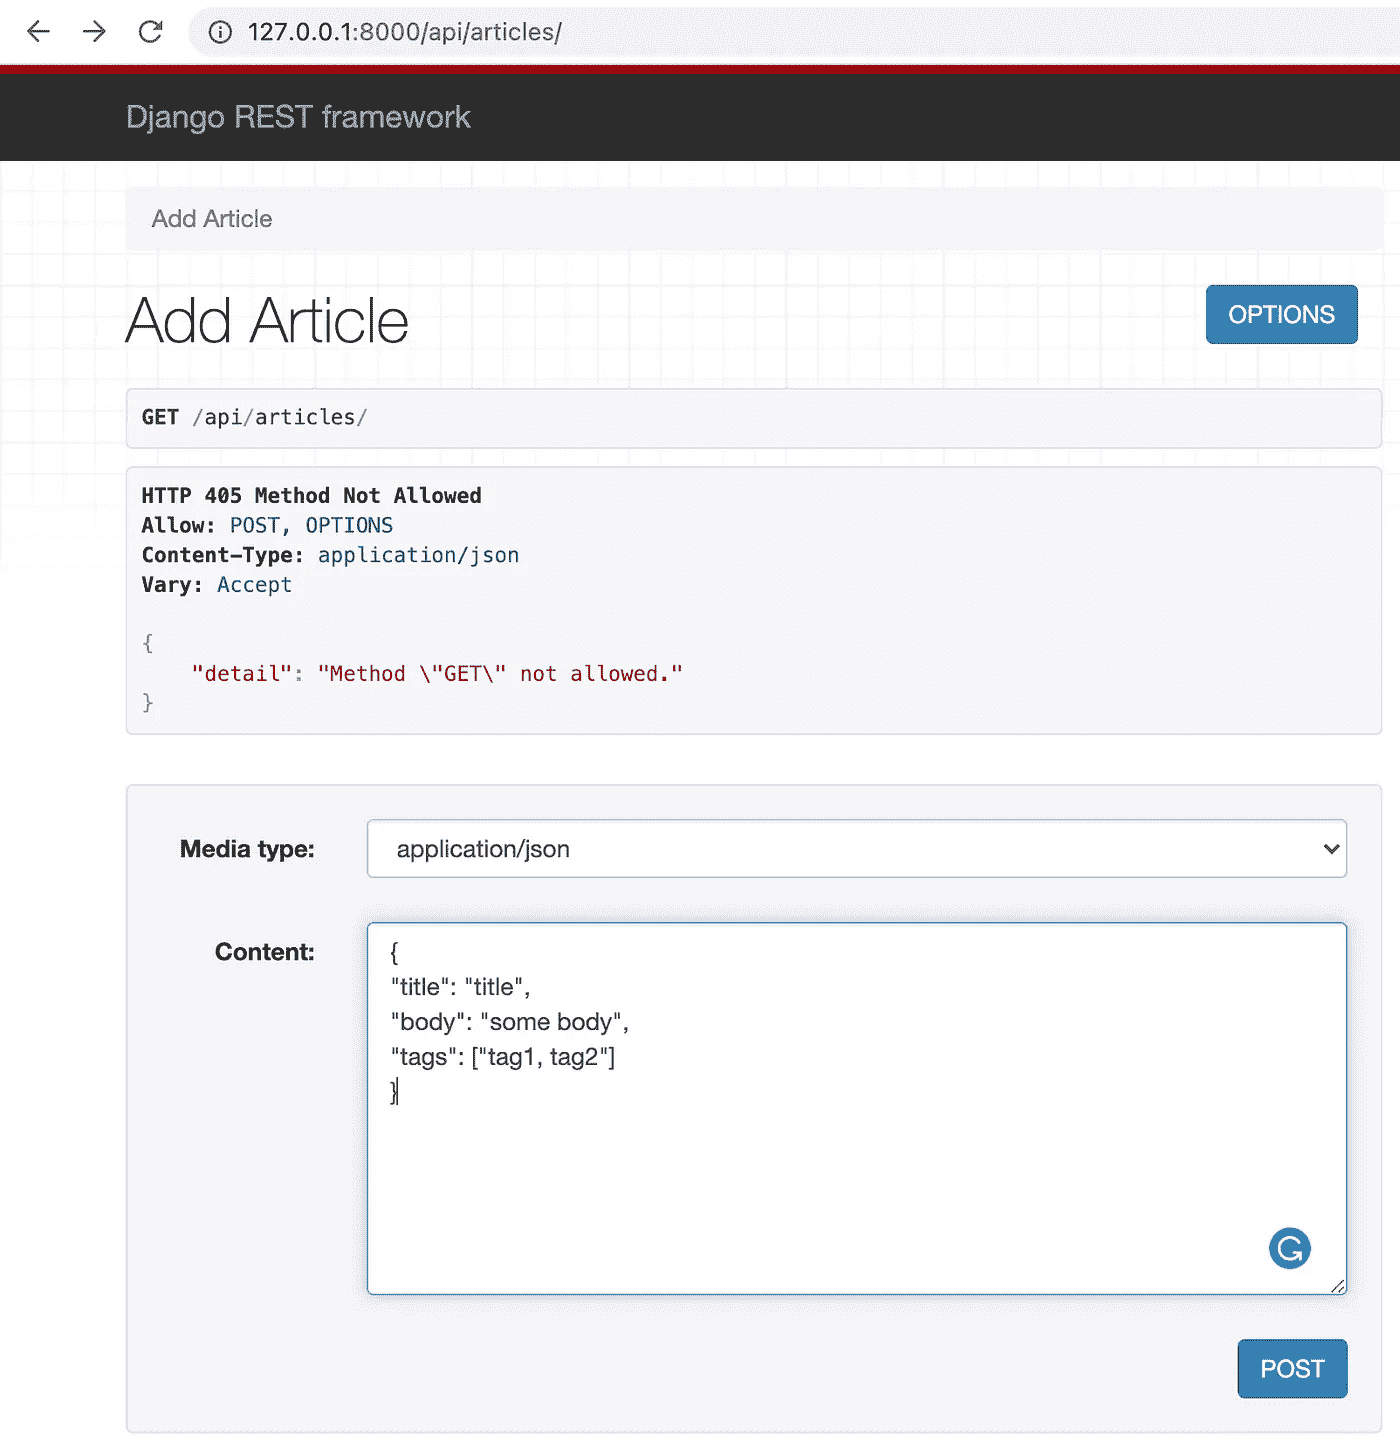 127.0.0.1:8000/api/articles/
Django REST framework
Add Article
Add Article
OPTIONS
GET /api/articles/
HTTP 405 Method Not Allowed
Allow: POST, OPTIONS
Content-Type: application/json
Vary: Accept
{
"detail": "Method \"GET\" not allowed."
}
Media type:
application/json
Content:
{
"title": "title",
"body": "some body",
"tags": ["tag1, tag2"]
}
POST